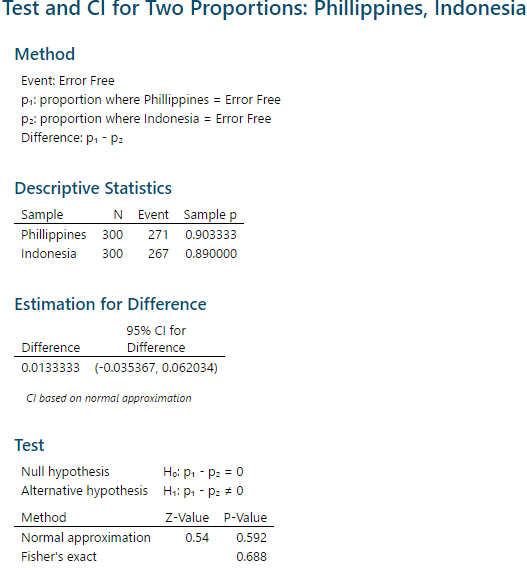 Test and CI for Two Proportions: Phillippines, Indonesia
Method
Event: Error Free
p₁: proportion where Phillippines = Error Free
p₂: proportion where Indonesia = Error Free
Difference: p₁ - p₂
Descriptive Statistics
Sample N Event Sample p
Phillippines 300 271 0.903333
Indonesia 300 267 0.890000
Estimation for Difference
95% CI for
Difference Difference
0.0133333 (-0.035367, 0.062034)
CI based on normal approximation
Test
Null hypothesis H₀: p₁ - p₂ = 0
Alternative hypothesis H₁: p₁ - p₂ ≠ 0
Method Z-Value P-Value
Normal approximation 0.54 0.592
Fisher's exact 0.688